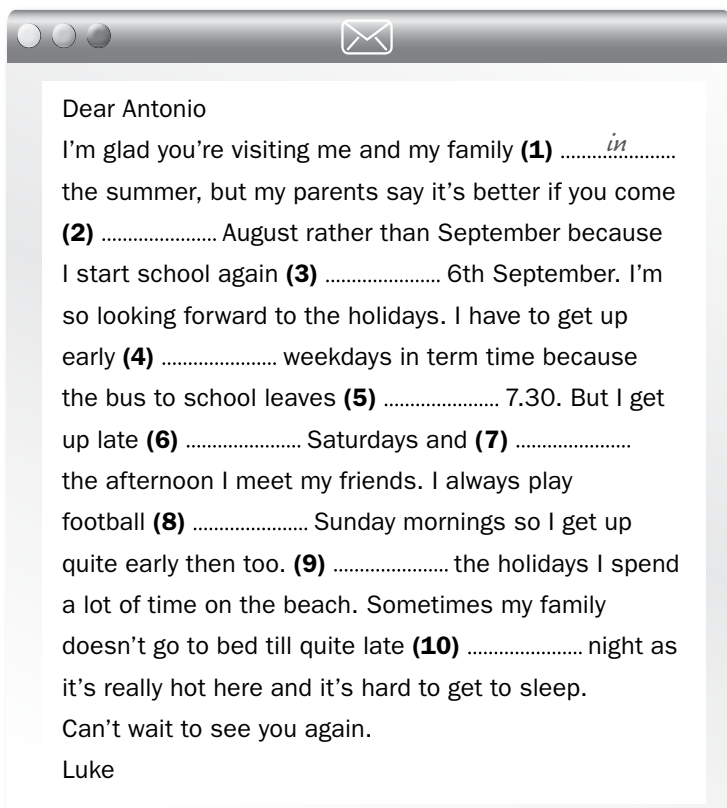 Dear Antonio
I'm glad you're visiting me and my family (1) ..........in..........
the summer, but my parents say it's better if you come
(2) ...................... August rather than September because
I start school again (3) ...................... 6th September. I'm
so looking forward to the holidays. I have to get up
early (4) ...................... weekdays in term time because
the bus to school leaves (5) ...................... 7.30. But I get
up late (6) ...................... Saturdays and (7) ......................
the afternoon I meet my friends. I always play
football (8) ...................... Sunday mornings so I get up
quite early then too. (9) ...................... the holidays I spend
a lot of time on the beach. Sometimes my family
doesn't go to bed till quite late (10) ...................... night as
it's really hot here and it's hard to get to sleep.
Can't wait to see you again.
Luke